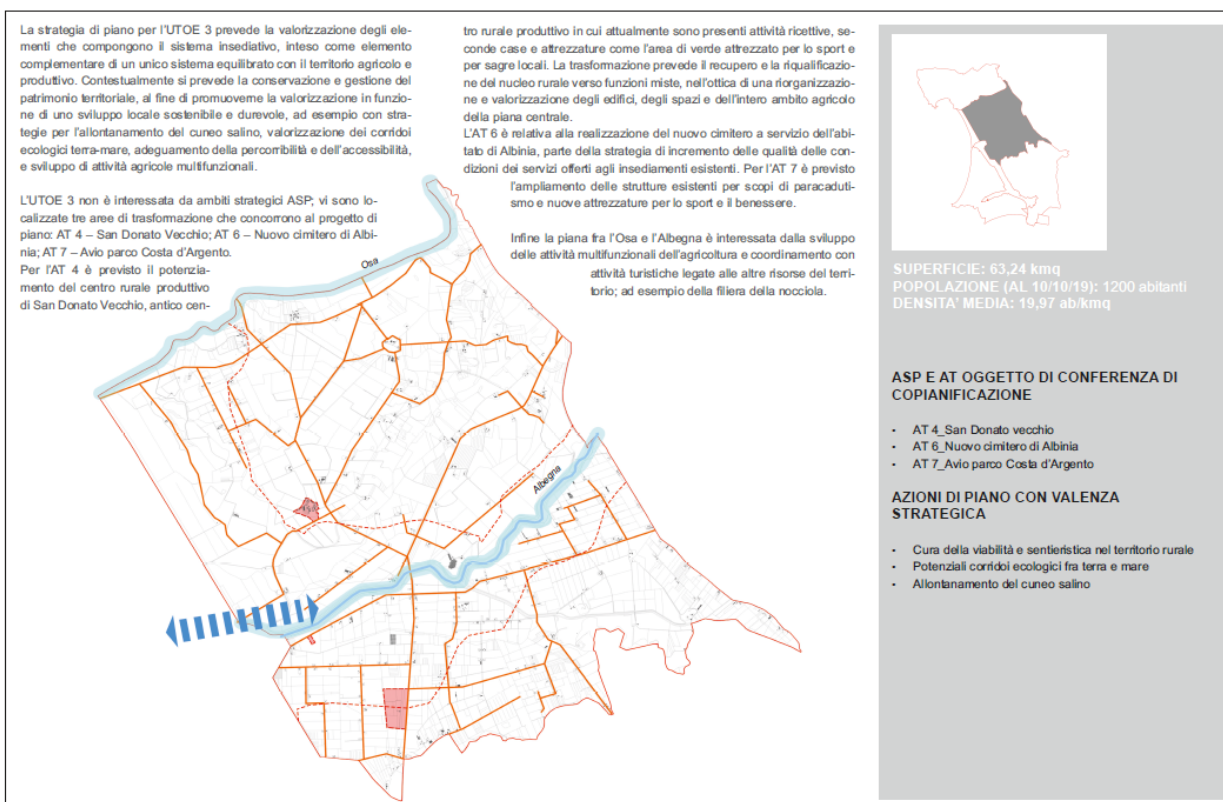 La strategia di piano per l'UTOE 3 prevede la valorizzazione degli ele-
menti che compongono il sistema insediativo, inteso come elemento
complementare di un unico sistema equilibrato con il territorio agricolo e
produttivo. Contestualmente si prevede la conservazione e gestione del
patrimonio territoriale, al fine di promuoverne la valorizzazione in funzio-
ne di uno sviluppo locale sostenibile e durevole, ad esempio con stra-
tegie per l'allontanamento del cuneo salino, valorizzazione dei corridoi
ecologici terra-mare, adeguamento della percorribilità e dell'accessibilità,
e sviluppo di attività agricole multifunzionali.
L'UTOE 3 non è interessata da ambiti strategici ASP; vi sono lo-
calizzate tre aree di trasformazione che concorrono al progetto di
piano: AT 4 – San Donato Vecchio; AT 6 – Nuovo cimitero di Albi-
nia; AT 7 – Avio parco Costa d'Argento.
Per l'AT 4 è previsto il potenzia-
mento del centro rurale produttivo
di San Donato Vecchio, antico cen-
tro rurale produttivo in cui attualmente sono presenti attività ricettive, se-
conde case e attrezzature come l'area di verde attrezzato per lo sport e
per sagre locali. La trasformazione prevede il recupero e la riqualificazio-
ne del nucleo rurale verso funzioni miste, nell'ottica di una riorganizzazio-
ne e valorizzazione degli edifici, degli spazi e dell'intero ambito agricolo
della piana centrale.
L'AT 6 è relativa alla realizzazione del nuovo cimitero a servizio dell'abi-
tato di Albinia, parte della strategia di incremento delle qualità delle con-
dizioni dei servizi offerti agli insediamenti esistenti. Per l'AT 7 è previsto
l'ampliamento delle strutture esistenti per scopi di paracaduti-
smo e nuove attrezzature per lo sport e il benessere.
Infine la piana fra l'Osa e l'Albegna è interessata dalla sviluppo
delle attività multifunzionali dell'agricoltura e coordinamento con
attività turistiche legate alle altre risorse del terri-
torio; ad esempio della filiera della nocciola.
Osa
Albegna
SUPERFICIE: 63,24 kmq
POPOLAZIONE (AL 10/10/19): 1200 abitanti
DENSITA' MEDIA: 19,97 ab/kmq
ASP E AT OGGETTO DI CONFERENZA DI
COPIANIFICAZIONE
• AT 4_San Donato vecchio
• AT 6_Nuovo cimitero di Albinia
• AT 7_Avio parco Costa d'Argento
AZIONI DI PIANO CON VALENZA
STRATEGICA
• Cura della viabilità e sentieristica nel territorio rurale
• Potenziali corridoi ecologici fra terra e mare
• Allontanamento del cuneo salino